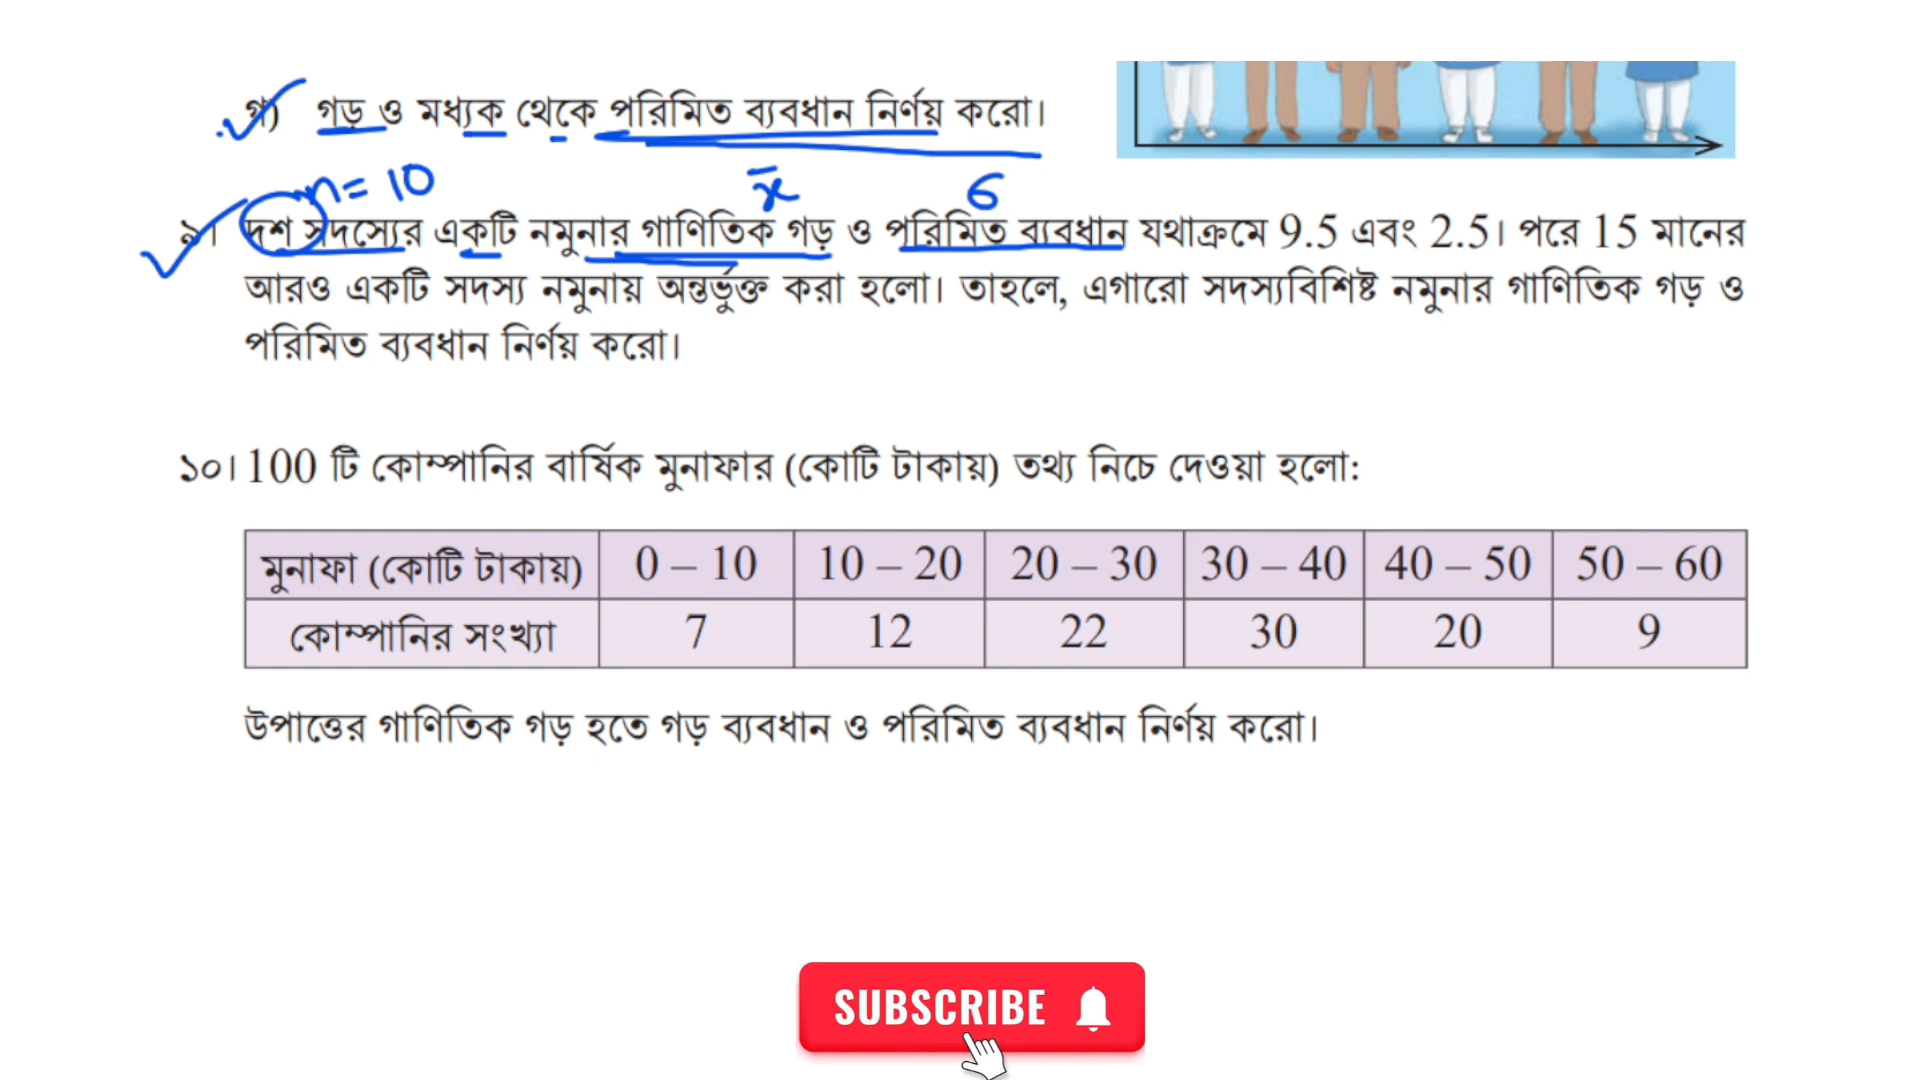 গ) গড় ও মধ্যক থেকে পরিমিত ব্যবধান নির্ণয় করো।
n = 10 x̄ 6
৯। দশ সদস্যের একটি নমুনার গাণিতিক গড় ও পরিমিত ব্যবধান যথাক্রমে 9.5 এবং 2.5। পরে 15 মানের
আরও একটি সদস্য নমুনায় অন্তর্ভুক্ত করা হলো। তাহলে, এগারো সদস্যবিশিষ্ট নমুনার গাণিতিক গড় ও
পরিমিত ব্যবধান নির্ণয় করো।
১০। 100 টি কোম্পানির বার্ষিক মুনাফার (কোটি টাকায়) তথ্য নিচে দেওয়া হলো:
মুনাফা (কোটি টাকায়) 0 – 10 10 – 20 20 – 30 30 – 40 40 – 50 50 – 60
কোম্পানির সংখ্যা 7 12 22 30 20 9
উপাত্তের গাণিতিক গড় হতে গড় ব্যবধান ও পরিমিত ব্যবধান নির্ণয় করো।
SUBSCRIBE